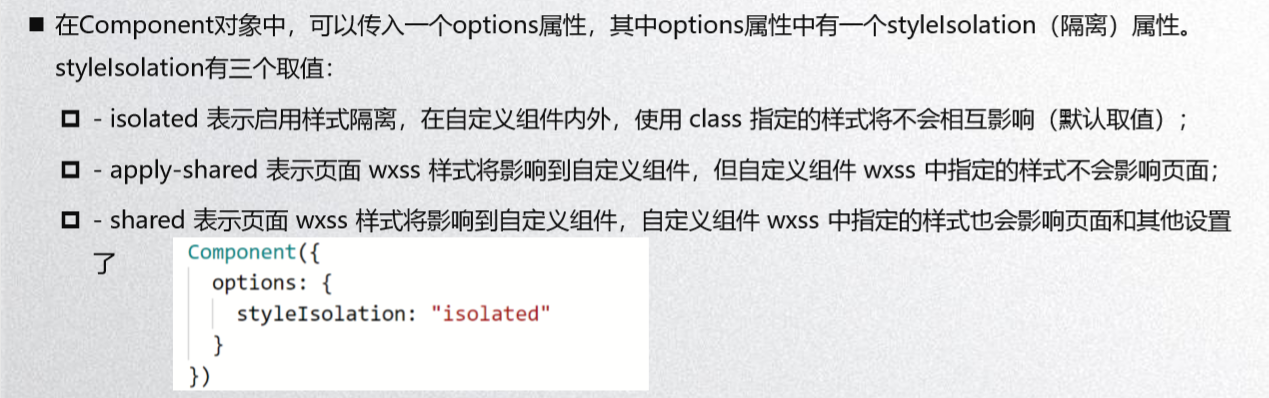 ■ 在Component对象中，可以传入一个options属性，其中options属性中有一个styleIsolation（隔离）属性。
styleIsolation有三个取值：
- isolated 表示启用样式隔离，在自定义组件内外，使用 class 指定的样式将不会相互影响（默认取值）；
- apply-shared 表示页面 wxss 样式将影响到自定义组件，但自定义组件 wxss 中指定的样式不会影响页面；
- shared 表示页面 wxss 样式将影响到自定义组件，自定义组件 wxss 中指定的样式也会影响页面和其他设置
了
Component({
  options: {
    styleIsolation: "isolated"
  }
})